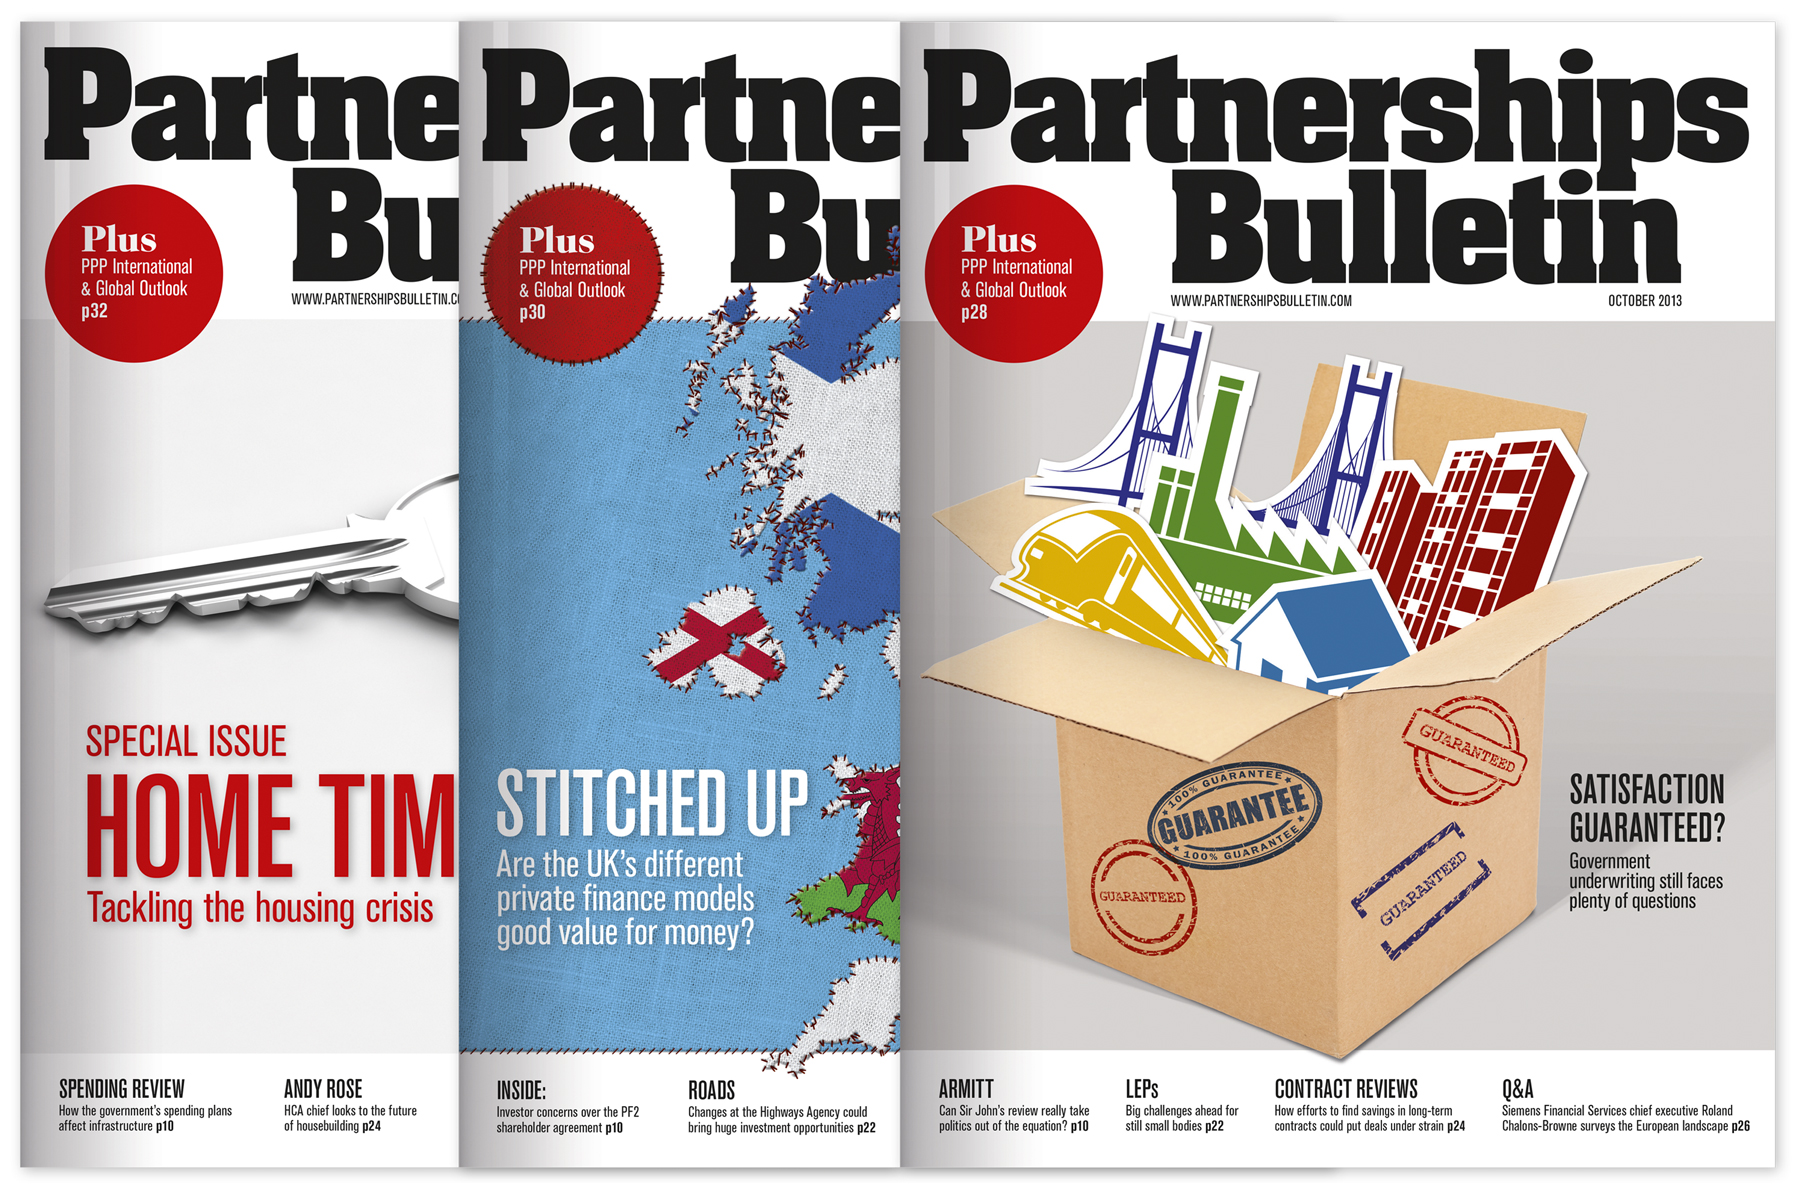 Partne
Bu
Plus
PPP International
& Global Outlook
p32
WWW.PARTNERSHIPSBULLETIN.CO
SPECIAL ISSUE
HOME TIM
Tackling the housing crisis
SPENDING REVIEW
How the government's spending plans
affect infrastructure p10
ANDY ROSE
HCA chief looks to the future
of housebuilding p24
Partne
Bu
Plus
PPP International
& Global Outlook
p30
STITCHED UP
Are the UK's different
private finance models
good value for money?
INSIDE:
Investor concerns over the PF2
shareholder agreement p10
ROADS
Changes at the Highways Agency could
bring huge investment opportunities p22
Partnerships
Bulletin
Plus
PPP International
& Global Outlook
p28
WWW.PARTNERSHIPSBULLETIN.COM
OCTOBER 2013
GUARANTEED
100% GUARANTEE
GUARANTEE
100% GUARANTEE
GUARANTEED
GUARANTEED
SATISFACTION
GUARANTEED?
Government
underwriting still faces
plenty of questions
ARMITT
Can Sir John's review really take
politics out of the equation? p10
LEPs
Big challenges ahead for
still small bodies p22
CONTRACT REVIEWS
How efforts to find savings in long-term
contracts could put deals under strain p24
Q&A
Siemens Financial Services chief executive Roland
Chalons-Browne surveys the European landscape p26